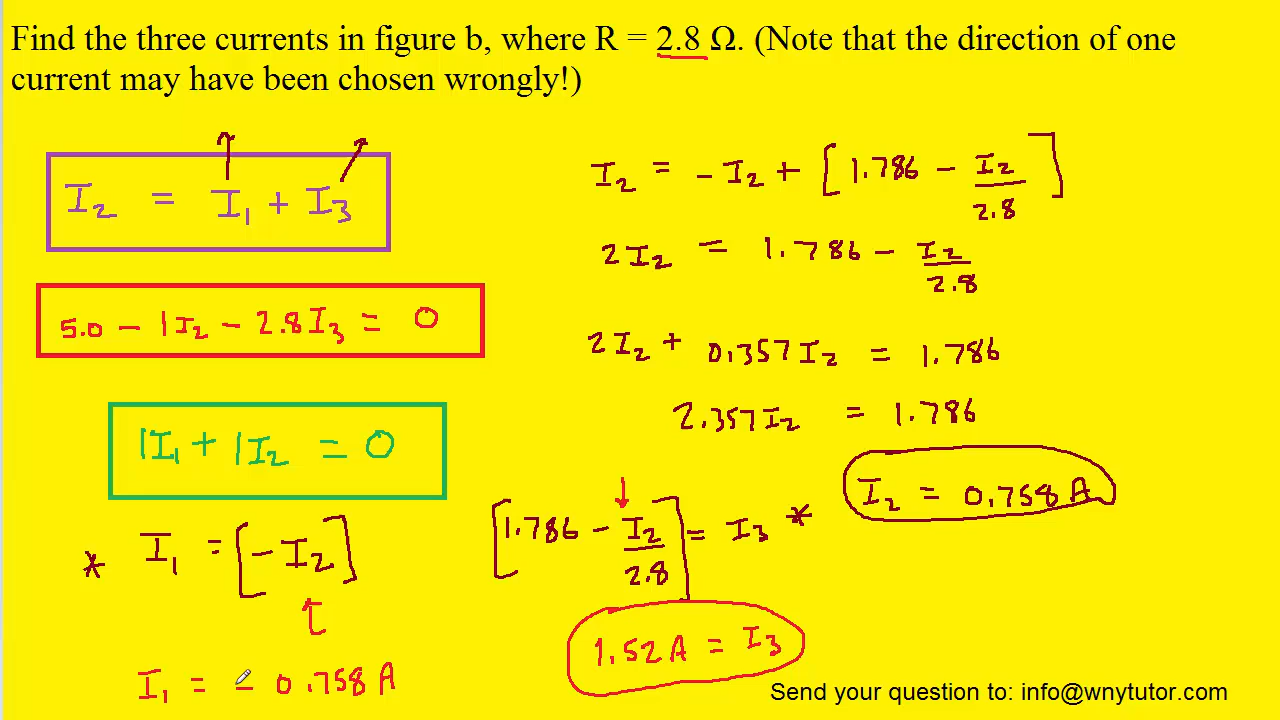 Find the three currents in figure b, where R = 2.8 Ω. (Note that the direction of one
current may have been chosen wrongly!)
I₂ = I₁ + I₃
5.0 − 1I₂ − 2.8I₃ = 0
1I₁ + 1I₂ = 0
* I₁ = [−I₂]
I₁ = − 0.758 A
I₂ = −I₂ + [1.786 − I₂/2.8]
2I₂ = 1.786 − I₂/2.8
2I₂ + 0.357I₂ = 1.786
2.357I₂ = 1.786
I₂ = 0.758 A
[1.786 − I₂/2.8] = I₃ *
1.52A = I₃
Send your question to: info@wnytutor.com